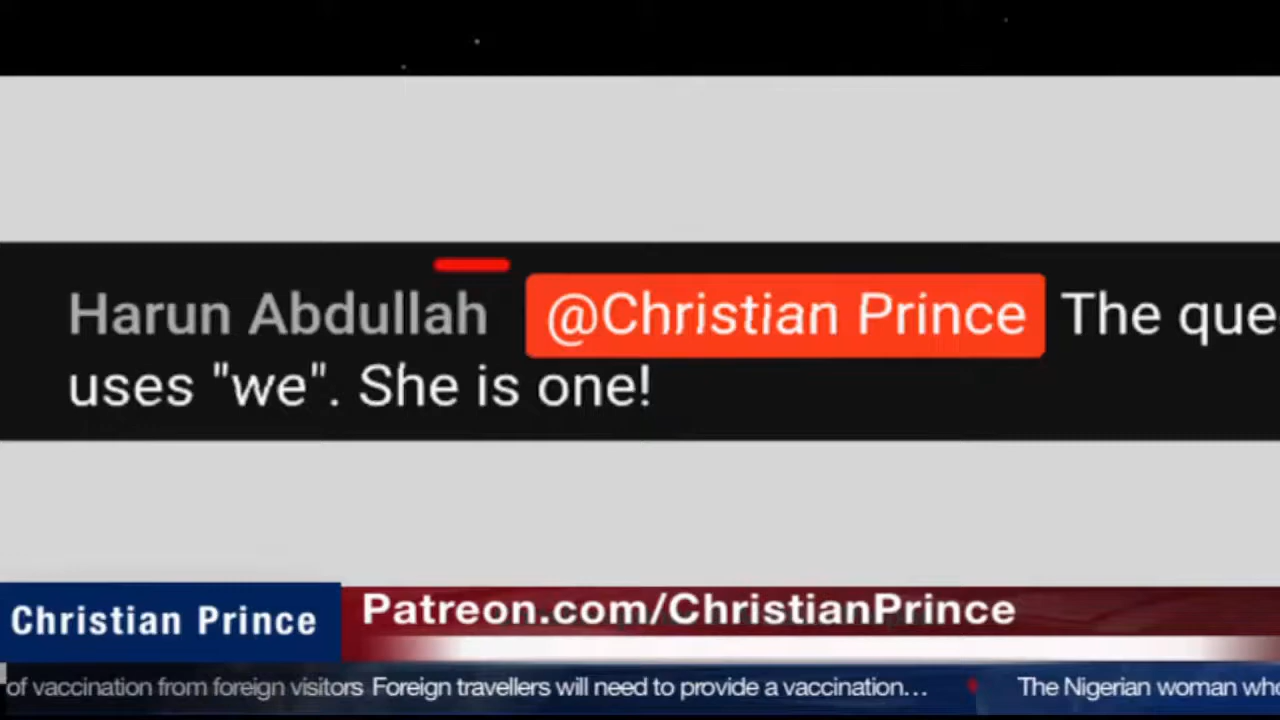 Harun Abdullah @Christian Prince The que
uses "we". She is one!
Christian Prince
Patreon.com/ChristianPrince
of vaccination from foreign visitors Foreign travellers will need to provide a vaccination... The Nigerian woman who